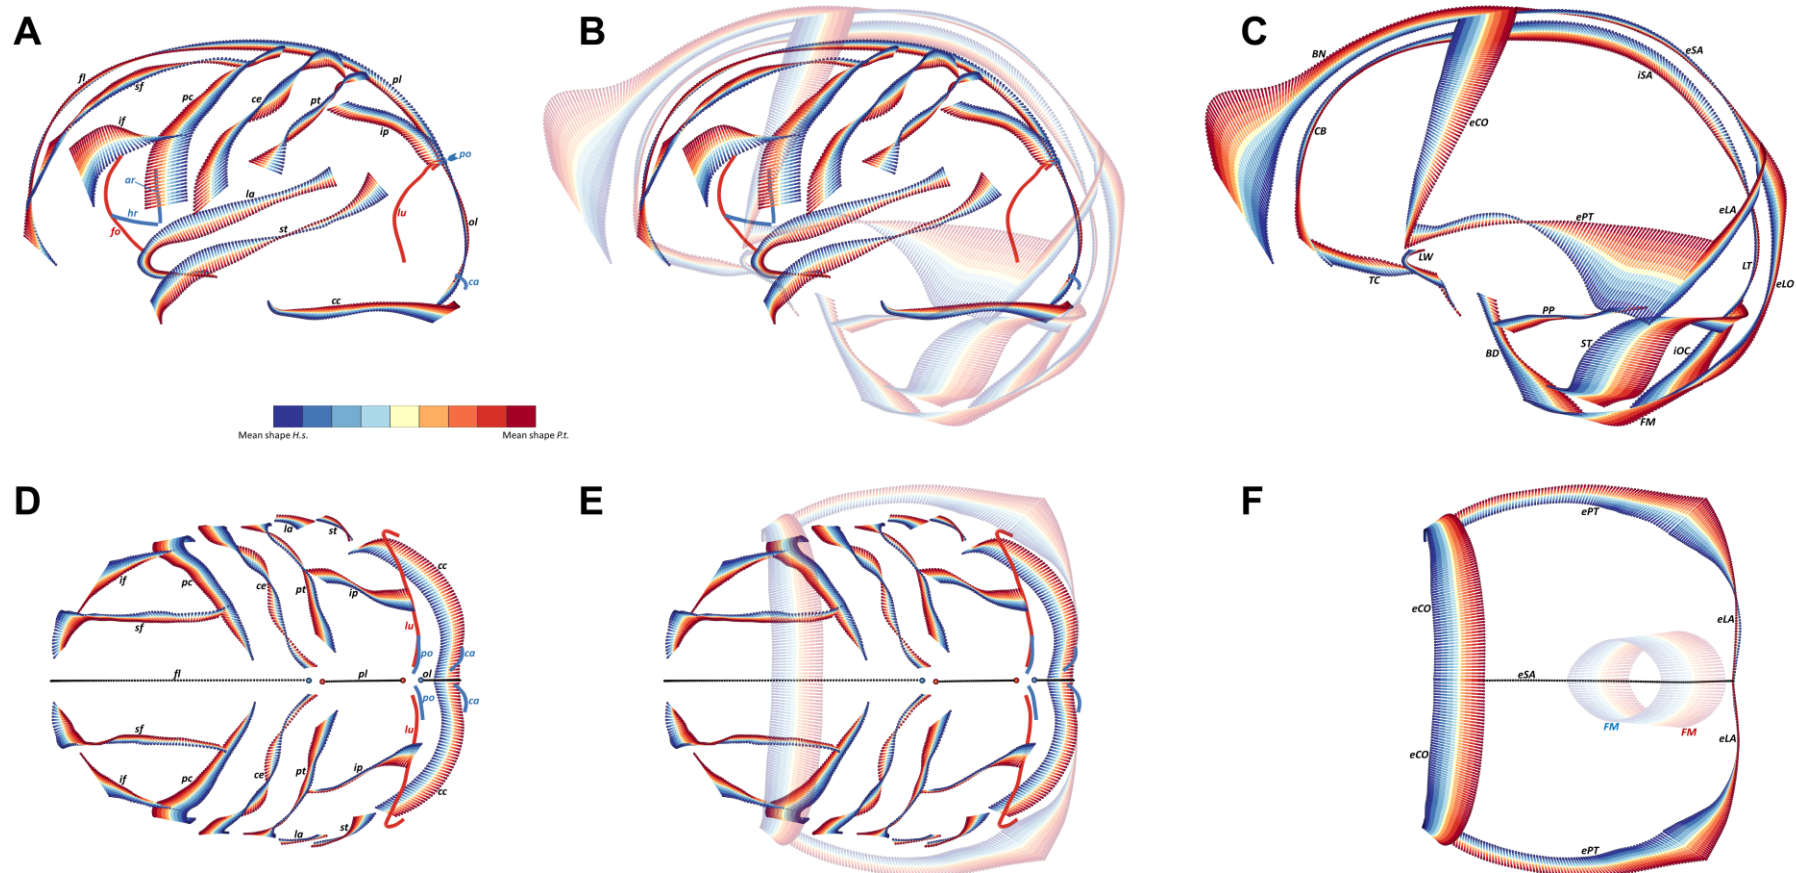 A
fl
sf
pc
ce
pt
pl
if
ip
po
ar
hr
la
lu
fo
st
ol
ca
cc
B
C
BN
eSA
iSA
CB
eCO
ePT
eLA
LW
LT
TC
eLO
PP
BD
ST
iOC
FM
Mean shape H.s.
Mean shape P.t.
D
la
st
if
pc
ce
pt
ip
cc
sf
lu
po
ca
fl
pl
ol
po
ca
sf
lu
if
pc
ce
pt
ip
cc
la
st
E
F
ePT
eCO
eLA
eSA
FM
FM
eLA
eCO
ePT